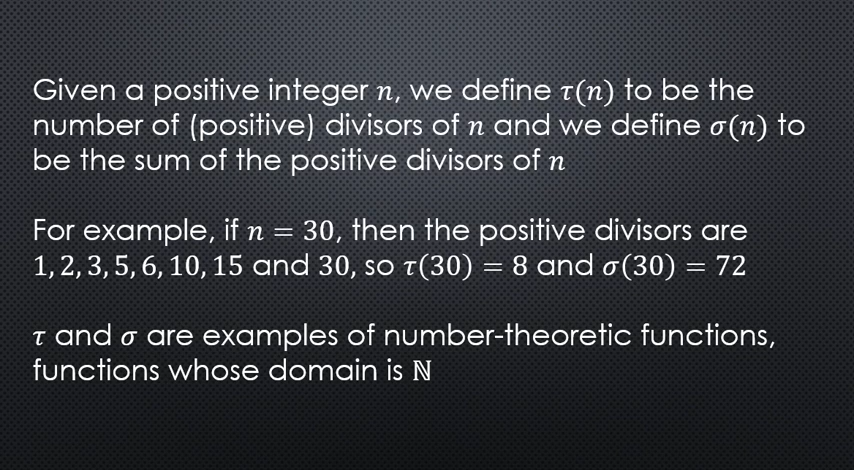 Given a positive integer n, we define τ(n) to be the
number of (positive) divisors of n and we define σ(n) to
be the sum of the positive divisors of n
For example, if n = 30, then the positive divisors are
1, 2, 3, 5, 6, 10, 15 and 30, so τ(30) = 8 and σ(30) = 72
τ and σ are examples of number-theoretic functions,
functions whose domain is ℕ